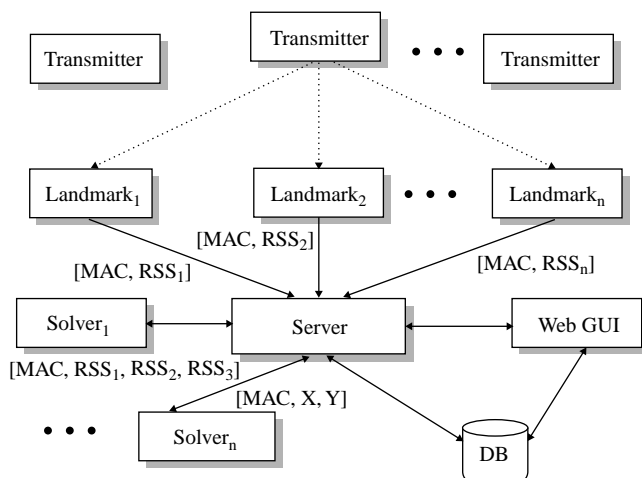 Transmitter
Transmitter
Transmitter
Landmark₁
Landmark₂
Landmarkₙ
[MAC, RSS₂]
[MAC, RSS₁]
[MAC, RSSₙ]
Solver₁
Server
Web GUI
[MAC, RSS₁, RSS₂, RSS₃]
[MAC, X, Y]
Solverₙ
DB